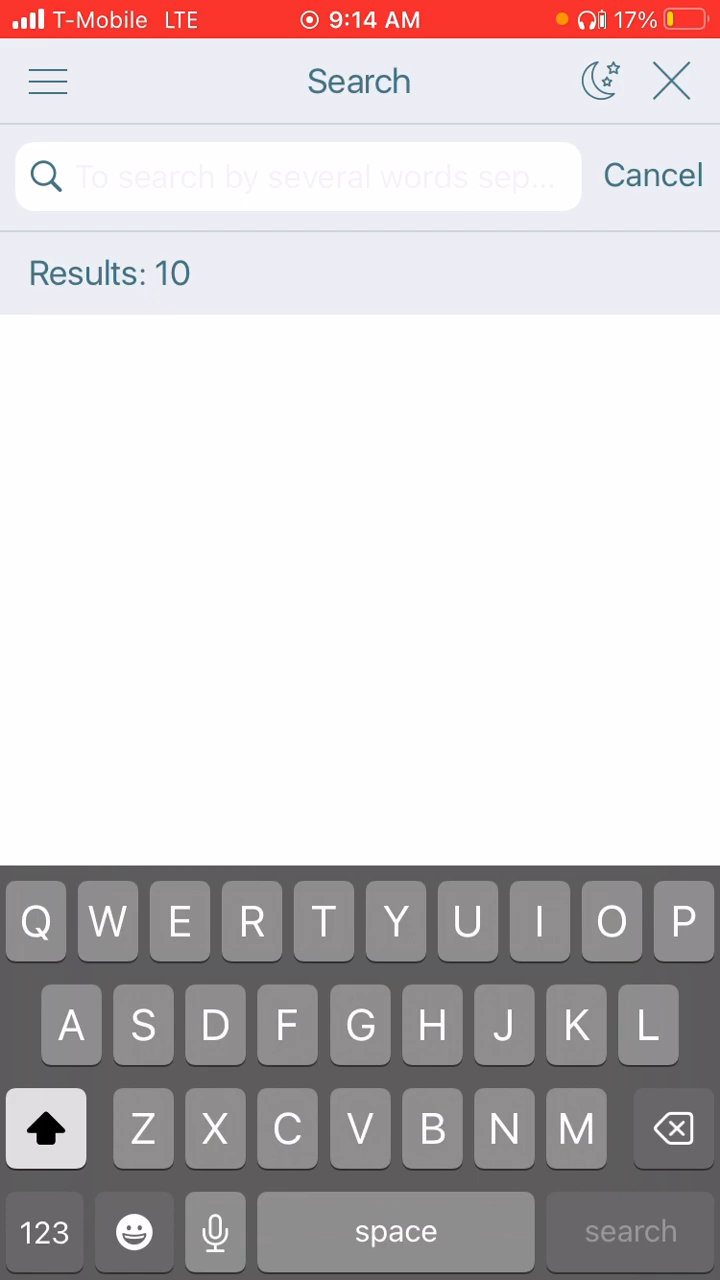 T-Mobile LTE 9:14 AM 17%
Search
To search by several words sep...
Cancel
Results: 10
Q W E R T Y U I O P
A S D F G H J K L
Z X C V B N M
123 space search